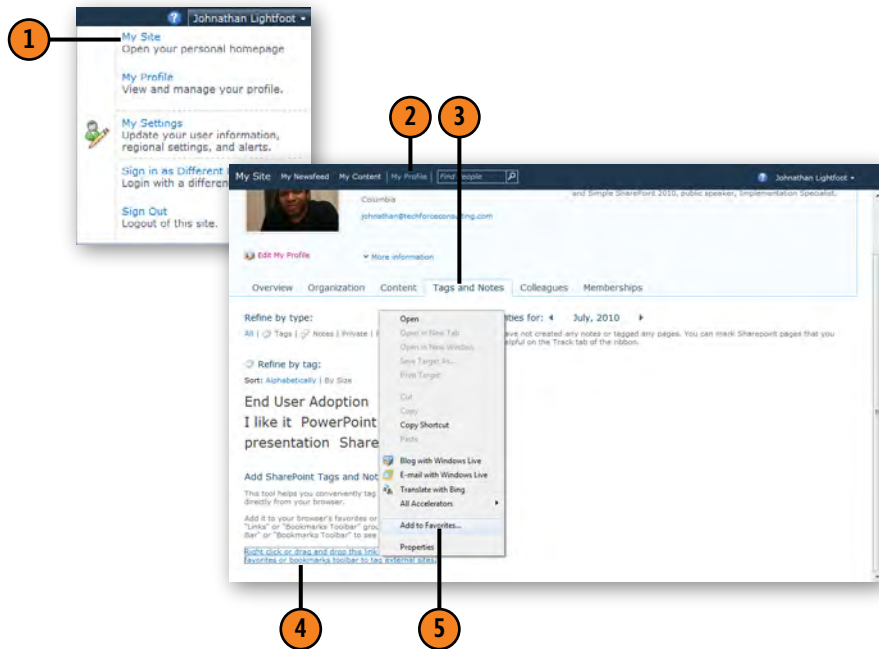 Johnathan Lightfoot
1
My Site
Open your personal homepage
My Profile
View and manage your profile.
My Settings
Update your user information,
regional settings, and alerts.
Sign in as Different
Login with a differen
Sign Out
Logout of this site.
2
3
My Site My Newsfeed My Content | My Profile | Find People
Johnathan Lightfoot
Columbia
and Simple SharePoint 2010, public speaker, Implementation Specialist.
johnathan@techforceconsulting.com
Edit My Profile
More information
Overview Organization Content Tags and Notes Colleagues Memberships
Refine by type:
ties for: July, 2010
All | Tags | Notes | Private |
ave not created any notes or tagged any pages. You can mark Sharepoint pages that you
elpful on the Track tab of the ribbon.
Refine by tag:
Sort: Alphabetically | By Size
End User Adoption
I like it PowerPoint
presentation Share
Add SharePoint Tags and Not
This tool helps you conveniently tag
directly from your browser.
Add it to your browser's favorites or
"Links" or "Bookmarks Toolbar" grou
Bar" or "Bookmarks Toolbar" to see
Right click or drag and drop this link
favorites or bookmarks toolbar to tag external sites.
Open
Open in New Tab
Open in New Window
Save Target As...
Print Target
Cut
Copy
Copy Shortcut
Paste
Blog with Windows Live
E-mail with Windows Live
Translate with Bing
All Accelerators
Add to Favorites...
Properties
4
5